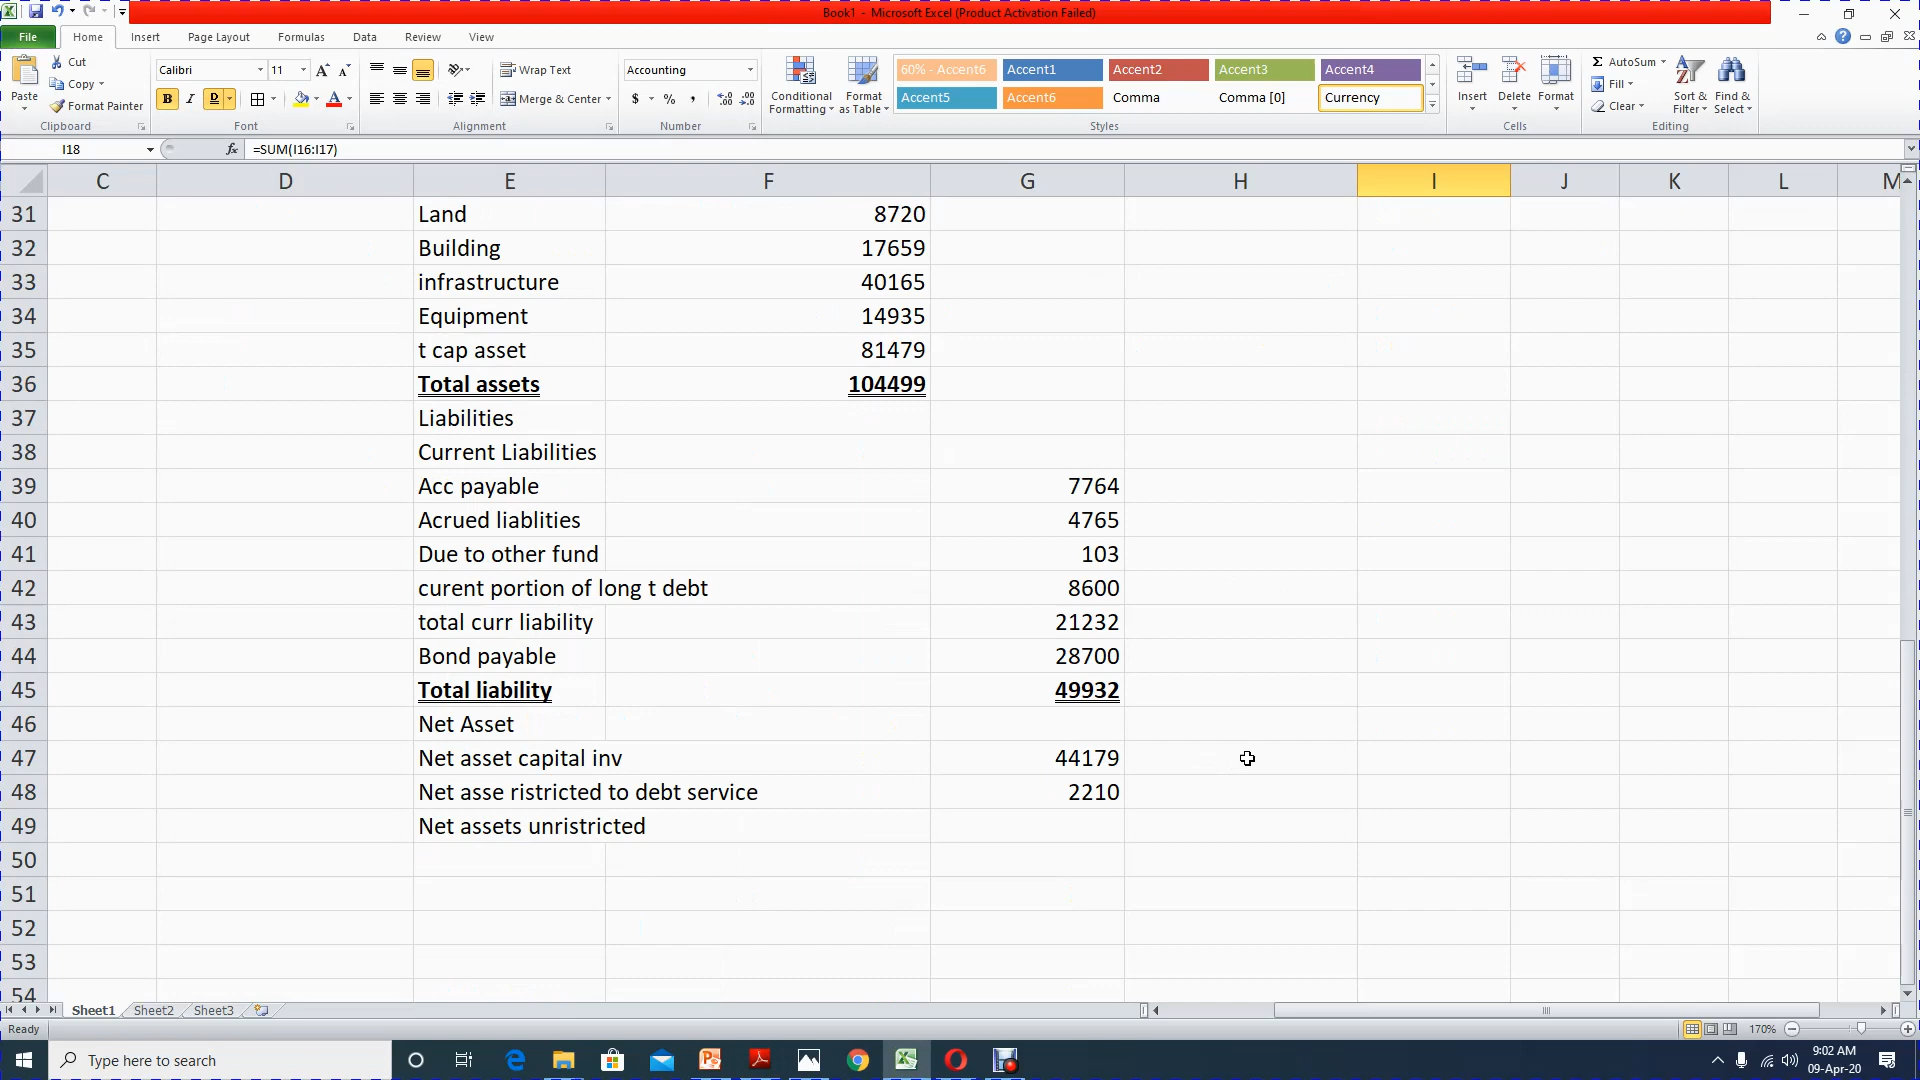 Book1 - Microsoft Excel (Product Activation Failed)
File Home Insert Page Layout Formulas Data Review View
Paste
Cut
Copy
Format Painter
Clipboard
Calibri 11
Font
Wrap Text
Merge & Center
Alignment
Accounting
$ % ,
Number
Conditional Formatting
Format as Table
60% - Accent6 Accent1 Accent2 Accent3 Accent4
Accent5 Accent6 Comma Comma [0] Currency
Styles
Insert Delete Format
Cells
AutoSum
Fill
Clear
Sort & Filter
Find & Select
Editing
I18 fx =SUM(I16:I17)
C D E F G H I J K L M
31 Land 8720
32 Building 17659
33 infrastructure 40165
34 Equipment 14935
35 t cap asset 81479
36 Total assets 104499
37 Liabilities
38 Current Liabilities
39 Acc payable 7764
40 Acrued liablities 4765
41 Due to other fund 103
42 curent portion of long t debt 8600
43 total curr liability 21232
44 Bond payable 28700
45 Total liability 49932
46 Net Asset
47 Net asset capital inv 44179
48 Net asse ristricted to debt service 2210
49 Net assets unristricted
50
51
52
53
54
Sheet1 Sheet2 Sheet3
Ready 170%
Type here to search
9:02 AM
09-Apr-20